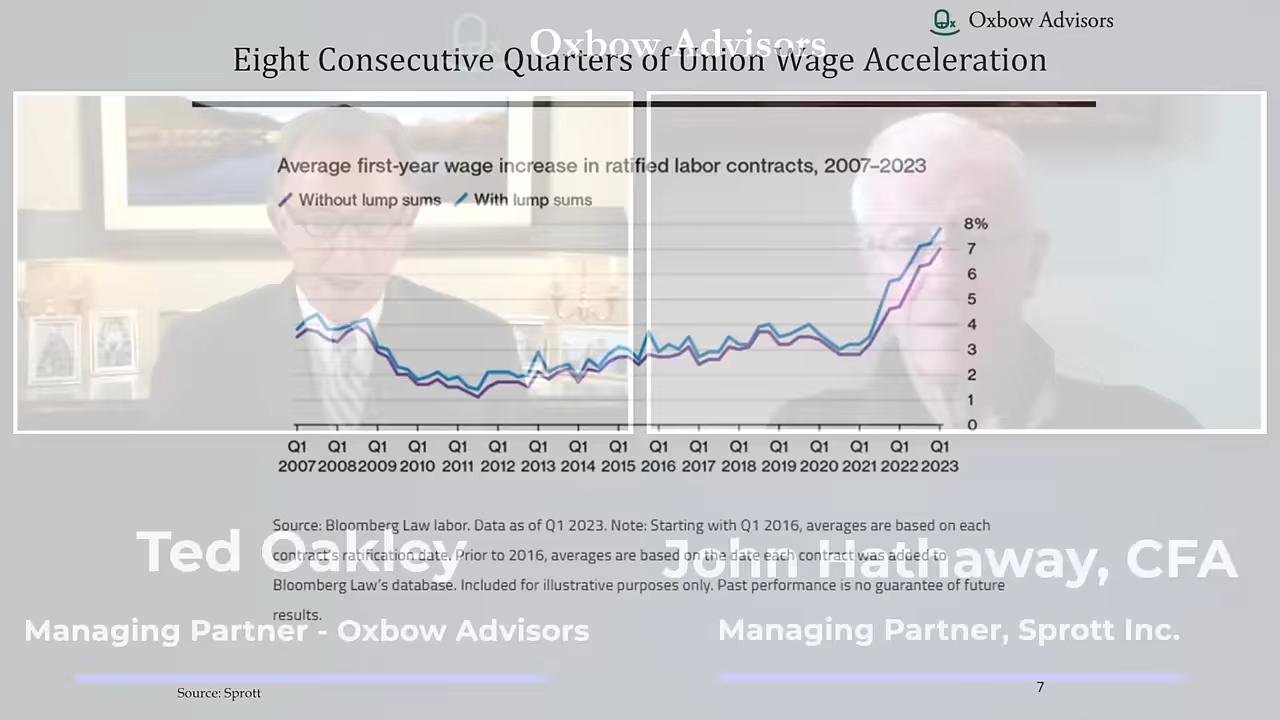 Oxbow Advisors
Oxbow Advisors
Eight Consecutive Quarters of Union Wage Acceleration
Average first-year wage increase in ratified labor contracts, 2007–2023
Without lump sums With lump sums
8%
7
6
5
4
3
2
1
0
Q1 Q1 Q1 Q1 Q1 Q1 Q1 Q1 Q1 Q1 Q1 Q1 Q1 Q1 Q1 Q1 Q1
2007 2008 2009 2010 2011 2012 2013 2014 2015 2016 2017 2018 2019 2020 2021 2022 2023
Source: Bloomberg Law labor. Data as of Q1 2023. Note: Starting with Q1 2016, averages are based on each
contract's ratification date. Prior to 2016, averages are based on the date each contract was added to
Bloomberg Law's database. Included for illustrative purposes only. Past performance is no guarantee of future
results.
Ted Oakley
Managing Partner - Oxbow Advisors
John Hathaway, CFA
Managing Partner, Sprott Inc.
Source: Sprott
7